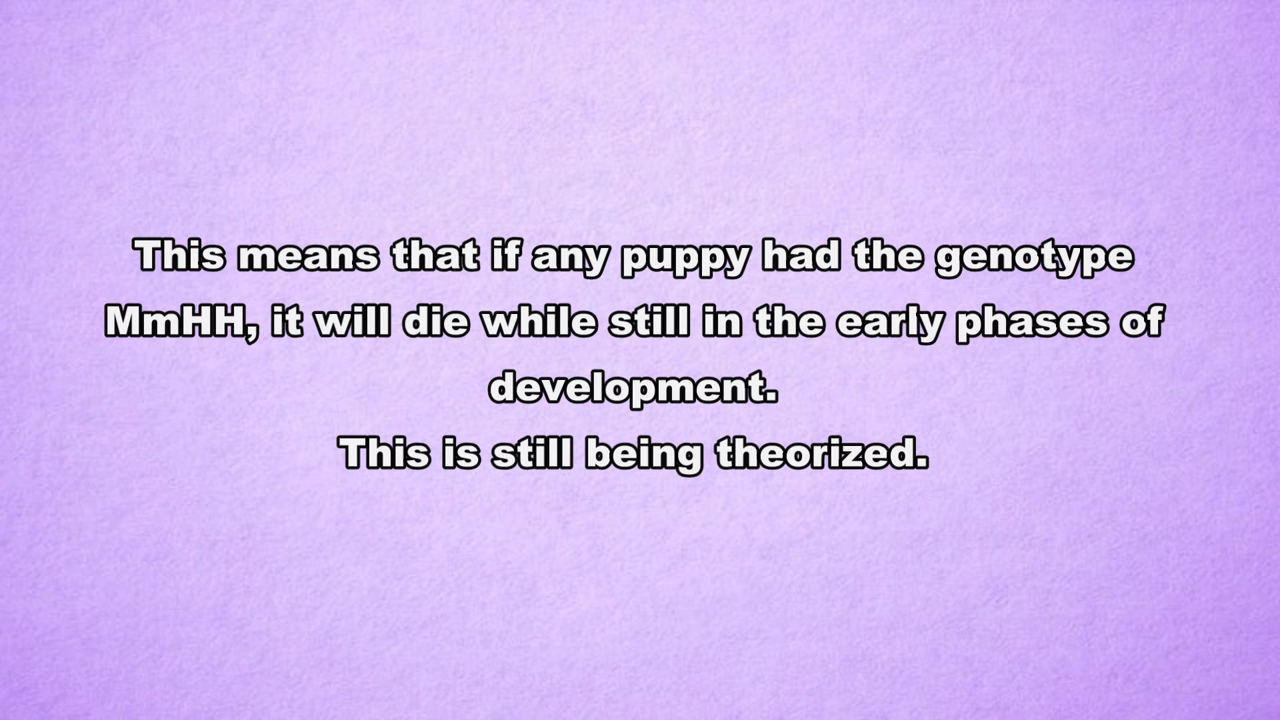 This means that if any puppy had the genotype
MmHH, it will die while still in the early phases of
development.
This is still being theorized.